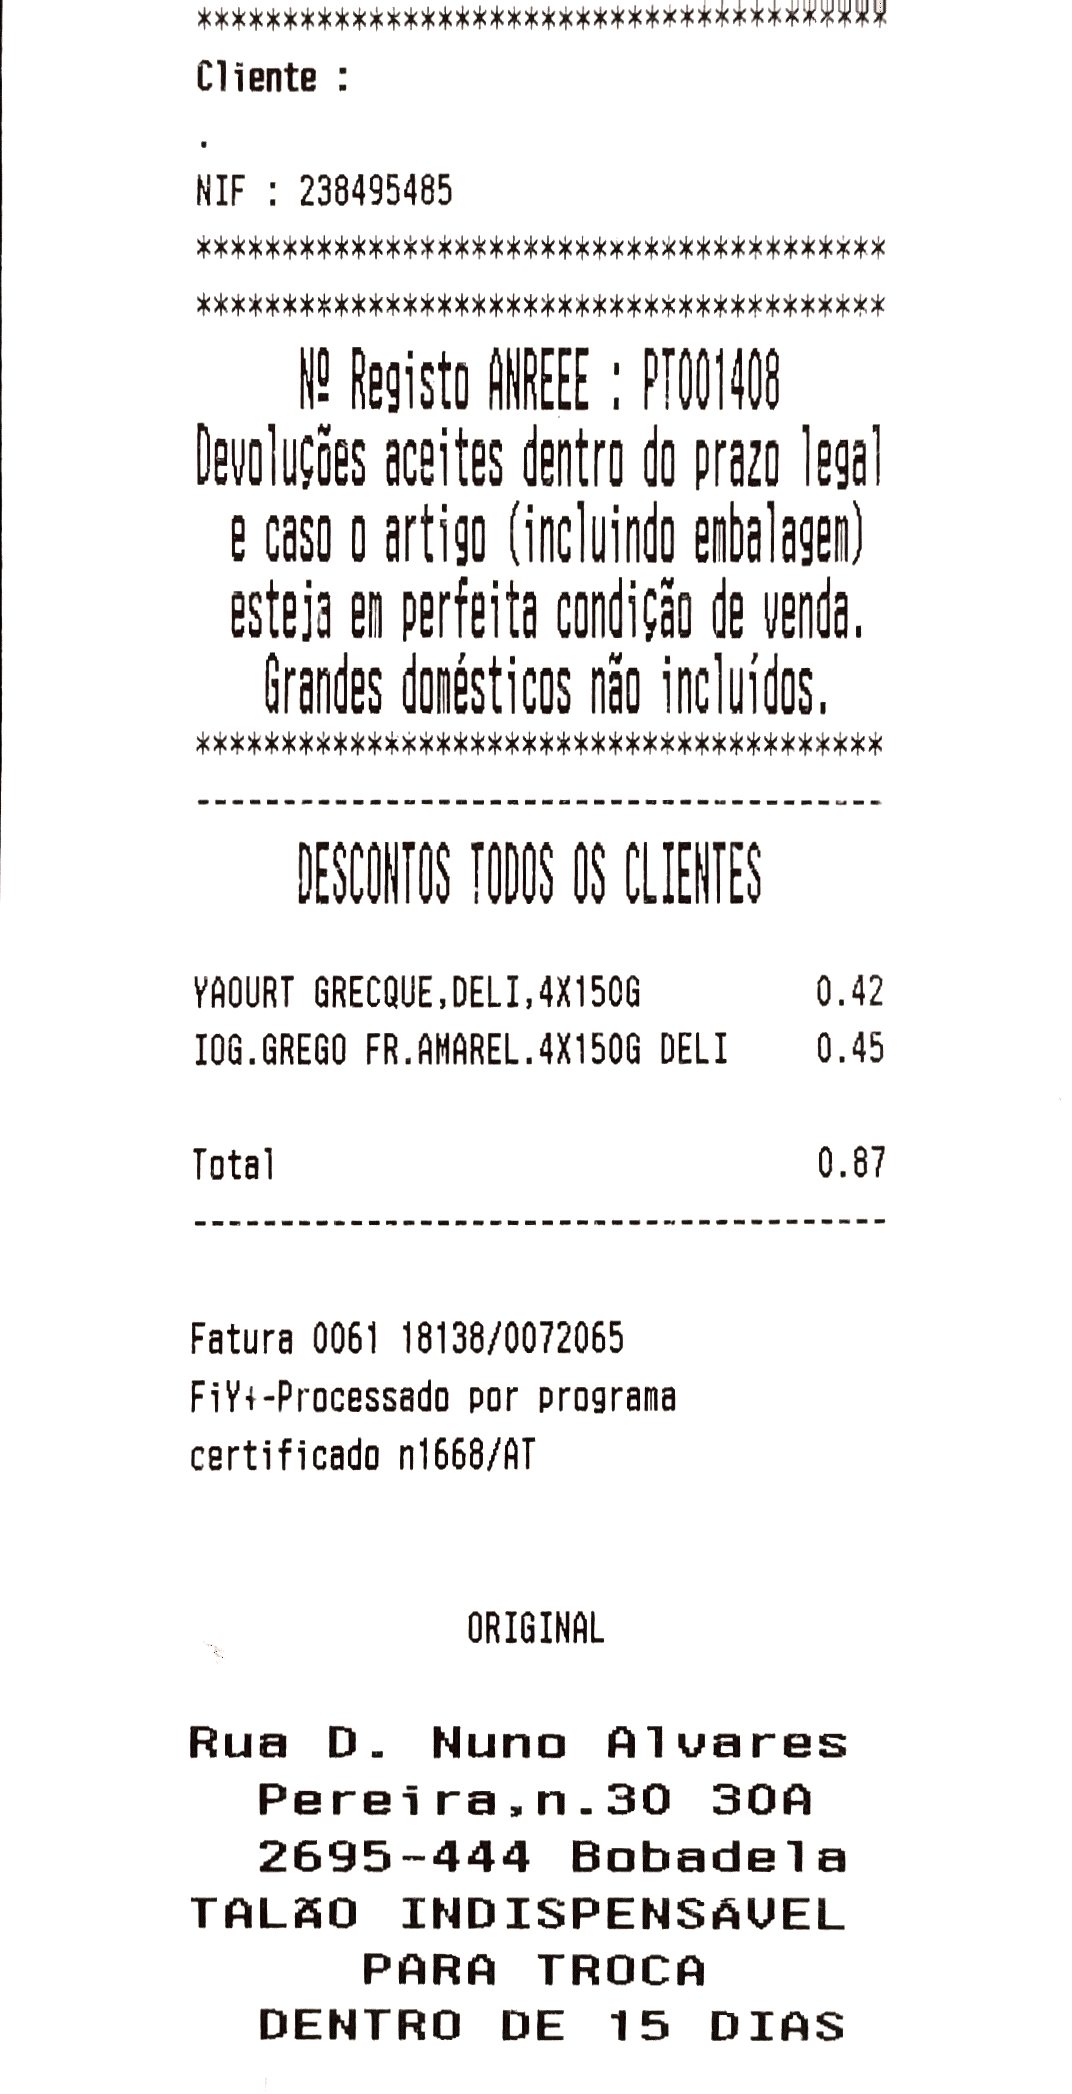 ****************************************
Cliente :
.
NIF : 238495485
****************************************
****************************************
Nº Registo ANREEE : PT001408
Devoluções aceites dentro do prazo legal
e caso o artigo (incluindo embalagem)
esteja em perfeita condição de venda.
Grandes domésticos não incluídos.
****************************************
----------------------------------------
DESCONTOS TODOS OS CLIENTES
YAOURT GRECQUE,DELI,4X150G 0.42
IOG.GREGO FR.AMAREL.4X150G DELI 0.45
Total 0.87
----------------------------------------
Fatura 0061 18138/0072065
FiY+-Processado por programa
certificado n1668/AT
ORIGINAL
Rua D. Nuno Alvares
Pereira,n.30 30A
2695-444 Bobadela
TALÃO INDISPENSÁVEL
PARA TROCA
DENTRO DE 15 DIAS